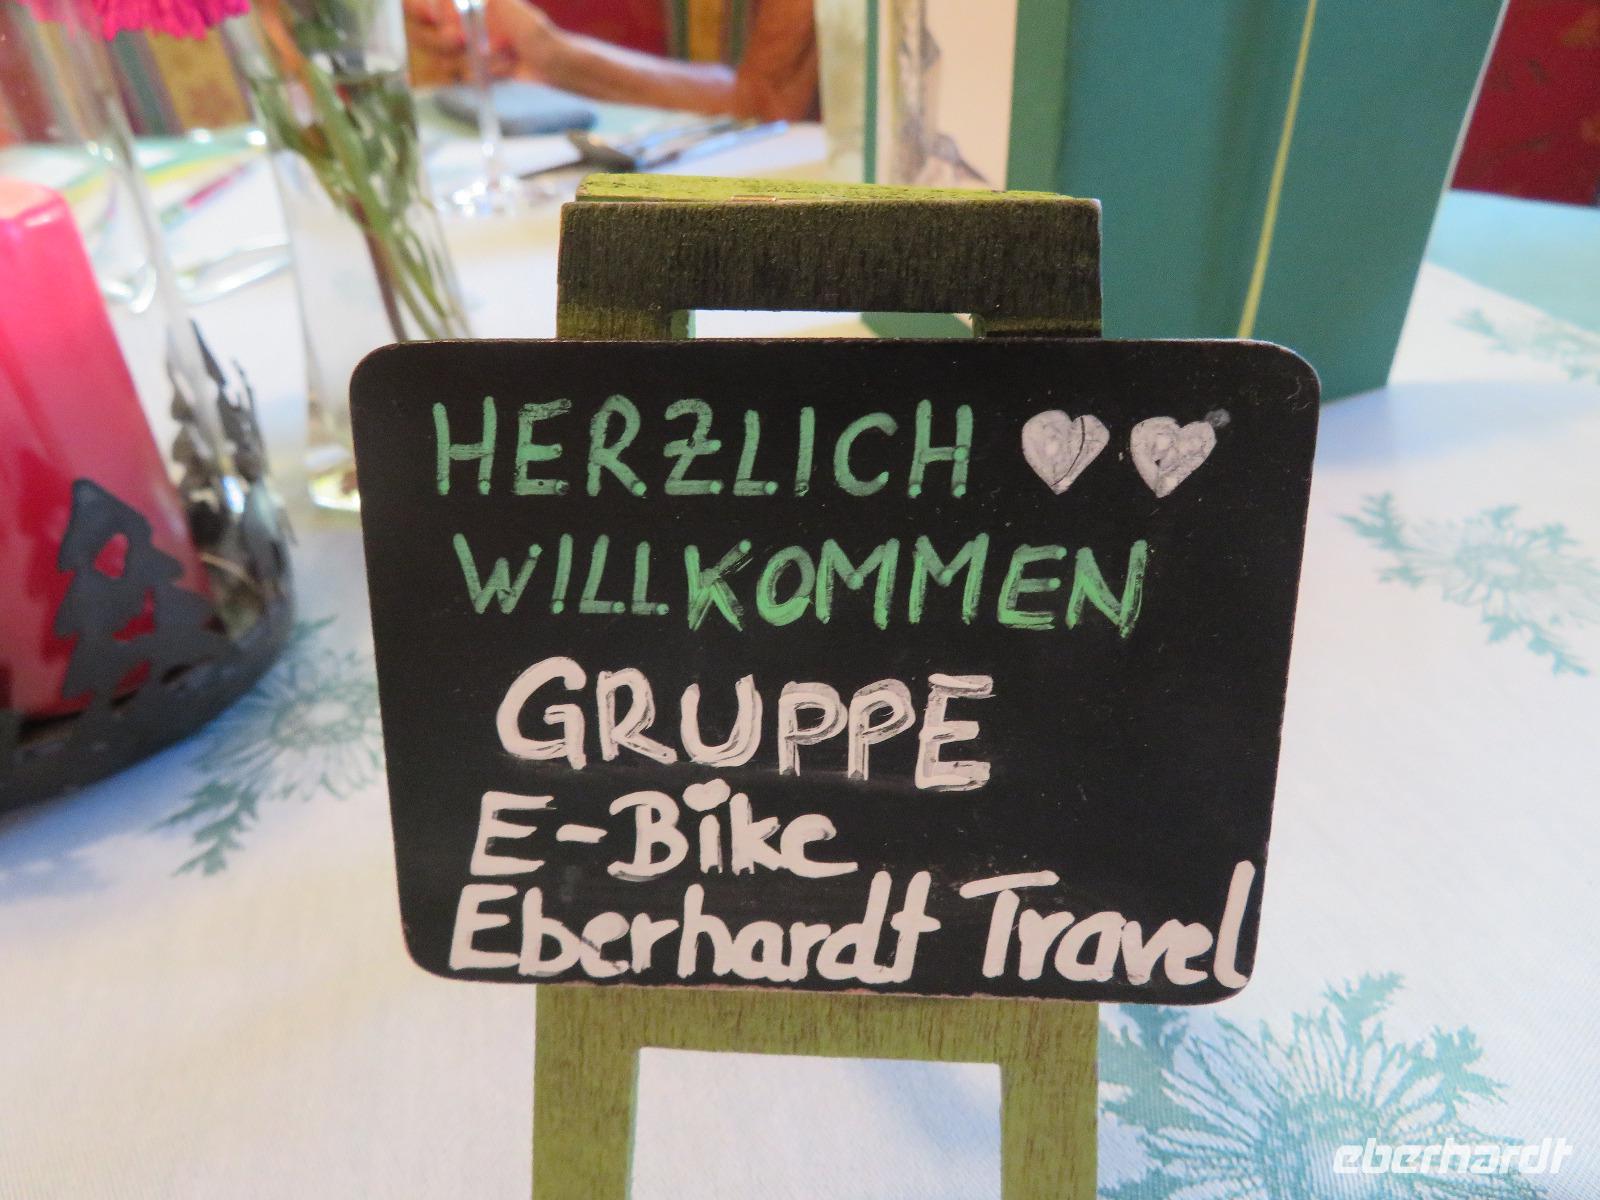 HERZLICH
WILLKOMMEN
GRUPPE
E-Bike
Eberhardt Travel
eberhardt